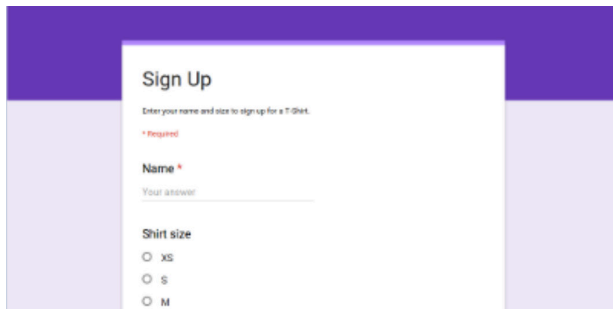 Sign Up
Enter your name and size to sign up for a T-Shirt.
* Required
Name *
Your answer
Shirt size
XS
S
M